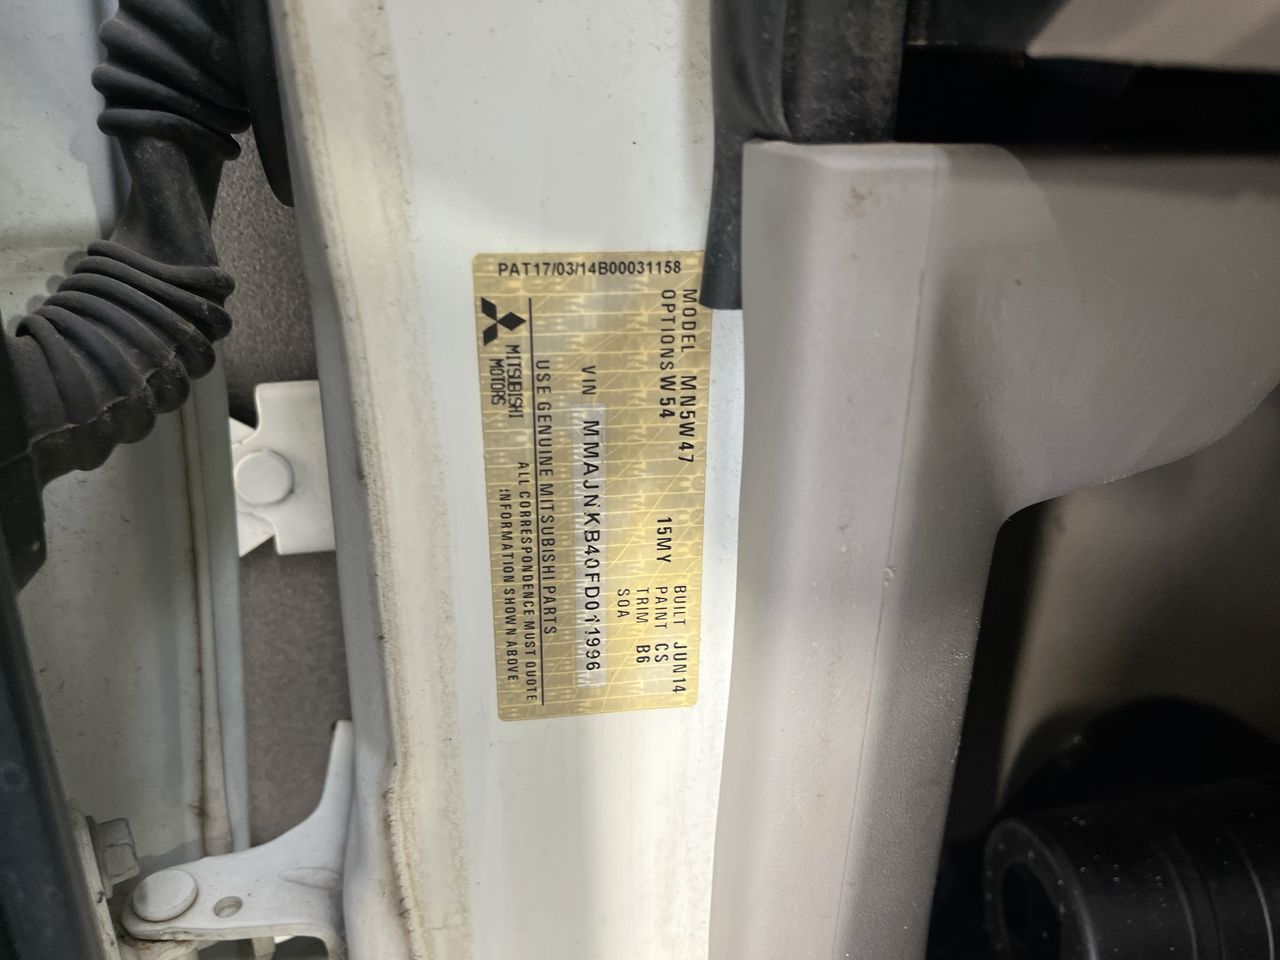 PAT17/03/14B00031158
MODEL MN5W47
OPTIONS W54
15MY
BUILT JUN14
PAINT CS
TRIM B6
SOA
VIN MMAJNKB40FD011996
USE GENUINE MITSUBISHI PARTS
MITSUBISHI
MOTORS
ALL CORRESPONDENCE MUST QUOTE
INFORMATION SHOWN ABOVE